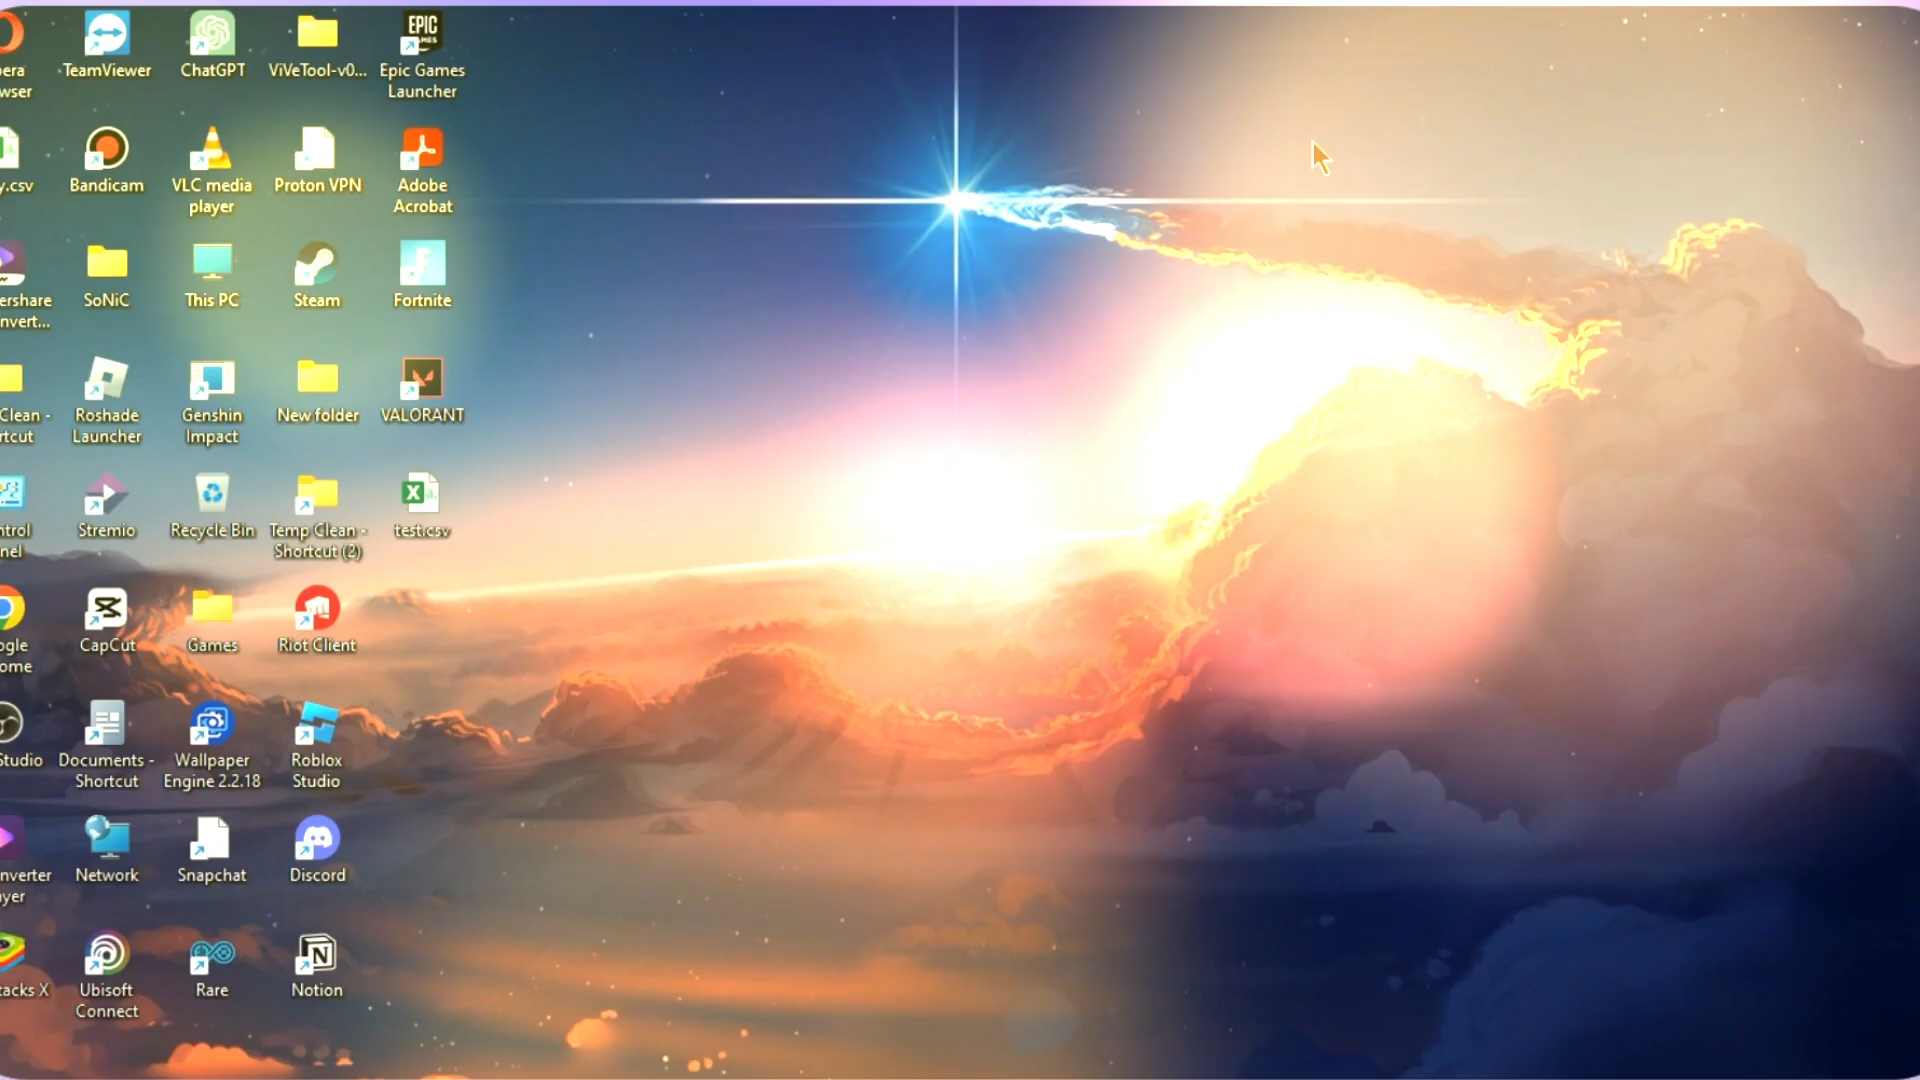 era
wser
TeamViewer
ChatGPT
ViVeTool-v0...
EPIC
Epic Games
Launcher
y.csv
Bandicam
VLC media
player
Proton VPN
Adobe
Acrobat
ershare
nvert...
SoNiC
This PC
Steam
Fortnite
Clean -
rtcut
Roshade
Launcher
Genshin
Impact
New folder
VALORANT
ntrol
nel
Stremio
Recycle Bin
Temp Clean -
Shortcut (2)
test.csv
ogle
ome
CapCut
Games
Riot Client
Studio
Documents -
Shortcut
Wallpaper
Engine 2.2.18
Roblox
Studio
nverter
ayer
Network
Snapchat
Discord
tacks X
Ubisoft
Connect
Rare
Notion